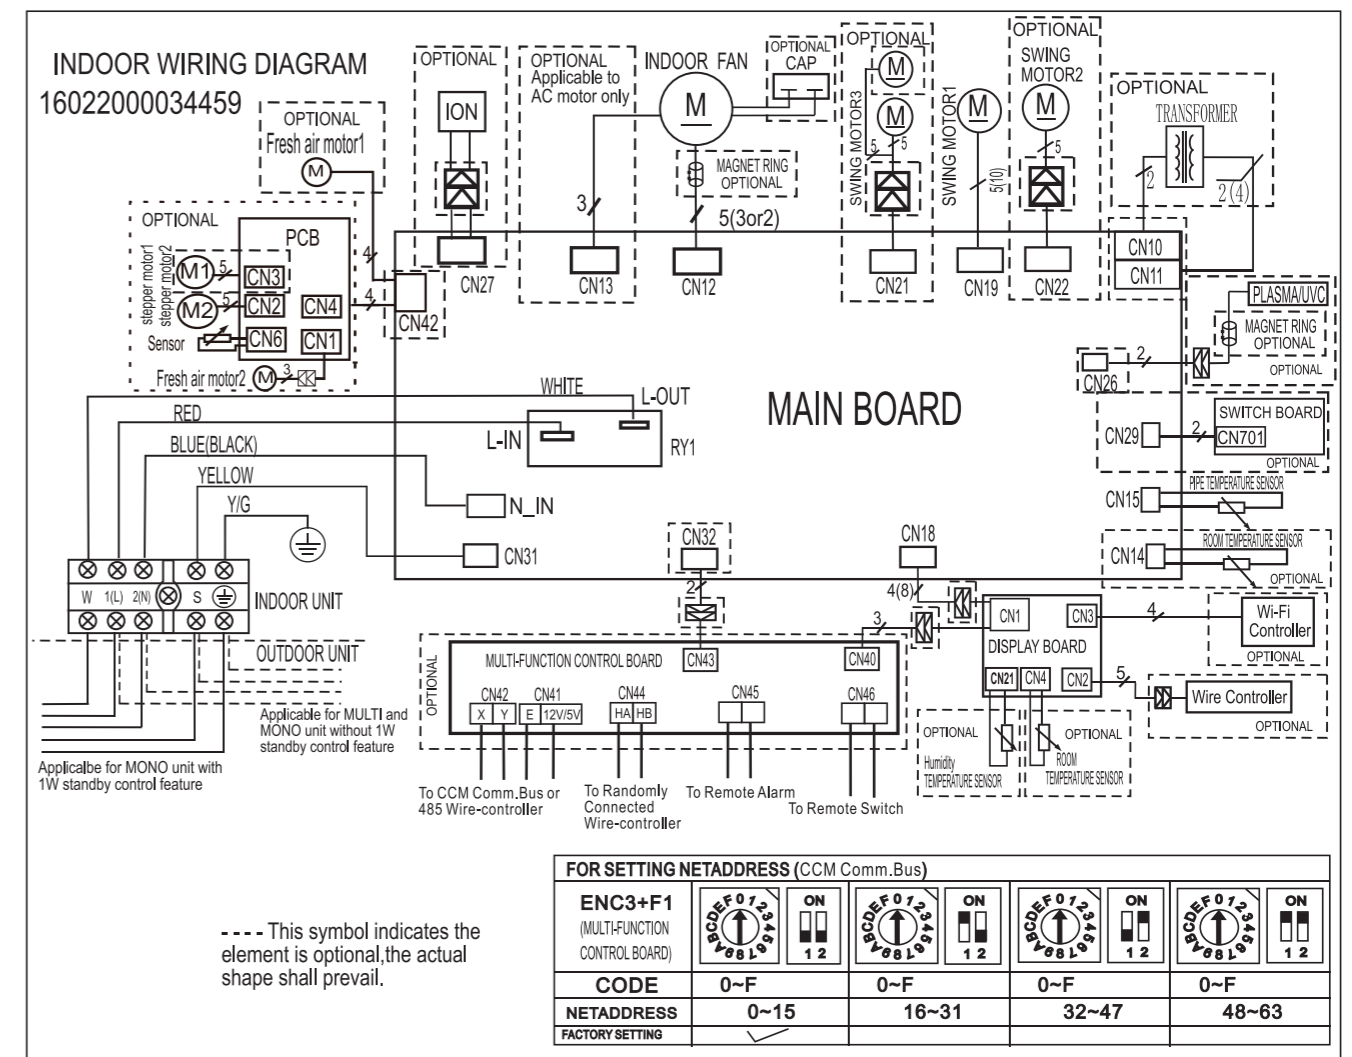 INDOOR WIRING DIAGRAM
16022000034459
OPTIONAL
Fresh air motor1
M
OPTIONAL
ION
CN27
OPTIONAL
Applicable to
AC motor only
3
CN13
INDOOR FAN
M
OPTIONAL
CAP
MAGNET RING
OPTIONAL
5(3or2)
CN12
OPTIONAL
M
M
SWING MOTOR3
5
5
CN21
SWING MOTOR1
M
5(10)
CN19
OPTIONAL
SWING
MOTOR2
M
5
CN22
OPTIONAL
TRANSFORMER
2
2(4)
CN10
CN11
OPTIONAL
PCB
stepper motor1
stepper motor2
M1
5
CN3
M2
5
CN2
CN4
4
4
CN42
Sensor
CN6
CN1
Fresh air motor2
M
3
PLASMA/UVC
MAGNET RING
OPTIONAL
OPTIONAL
2
CN26
MAIN BOARD
WHITE
L-OUT
RED
L-IN
RY1
BLUE(BLACK)
N_IN
YELLOW
Y/G
CN31
SWITCH BOARD
CN29
2
CN701
OPTIONAL
PIPE TEMPERATURE SENSOR
CN15
ROOM TEMPERATURE SENSOR
CN14
OPTIONAL
CN32
2
CN18
4(8)
W 1(L) 2(N) S
INDOOR UNIT
OUTDOOR UNIT
Applicable for MULTI and
MONO unit without 1W
standby control feature
Applicalbe for MONO unit with
1W standby control feature
OPTIONAL
MULTI-FUNCTION CONTROL BOARD
CN43
CN40
3
CN42
X Y
CN41
E 12V/5V
CN44
HA HB
CN45
CN46
To CCM Comm.Bus or
485 Wire-controller
To Randomly
Connected
Wire-controller
To Remote Alarm
To Remote Switch
CN1
CN3
DISPLAY BOARD
CN21
CN4
CN2
4
Wi-Fi
Controller
OPTIONAL
5
Wire Controller
OPTIONAL
OPTIONAL
Humidity
TEMPERATURE SENSOR
OPTIONAL
ROOM
TEMPERATURE SENSOR
- - - - This symbol indicates the
element is optional,the actual
shape shall prevail.
FOR SETTING NETADDRESS (CCM Comm.Bus)
ENC3+F1
(MULTI-FUNCTION
CONTROL BOARD)
0123456789ABCDEF
ON
1 2
0123456789ABCDEF
ON
1 2
0123456789ABCDEF
ON
1 2
0123456789ABCDEF
ON
1 2
CODE 0~F 0~F 0~F 0~F
NETADDRESS 0~15 16~31 32~47 48~63
FACTORY SETTING